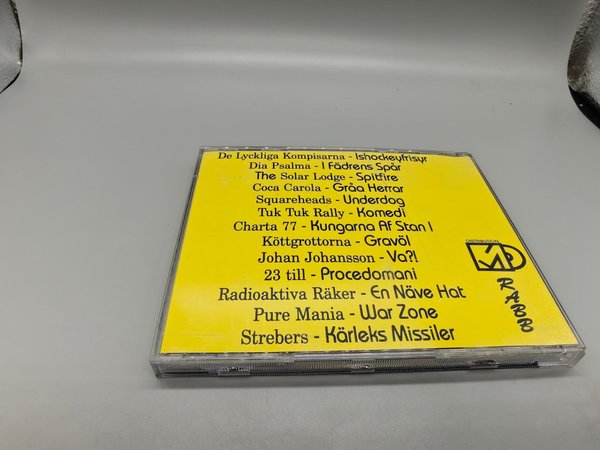 De Lyckliga Kompisarna - Ishockeyfrisyr
Dia Psalma - I Fädrens Spår
The Solar Lodge - Spitfire
Coca Carola - Gråa Herrar
Squareheads - Underdog
Tuk Tuk Rally - Komedi
Charta 77 - Kungarna Af Stan I
Köttgrottorna - Gravöl
Johan Johansson - Va?!
23 till - Procedomani
Radioaktiva Räker - En Näve Hat
Pure Mania - War Zone
Strebers - Kärleks Missiler
DISTRIBUTION
MD
RABB